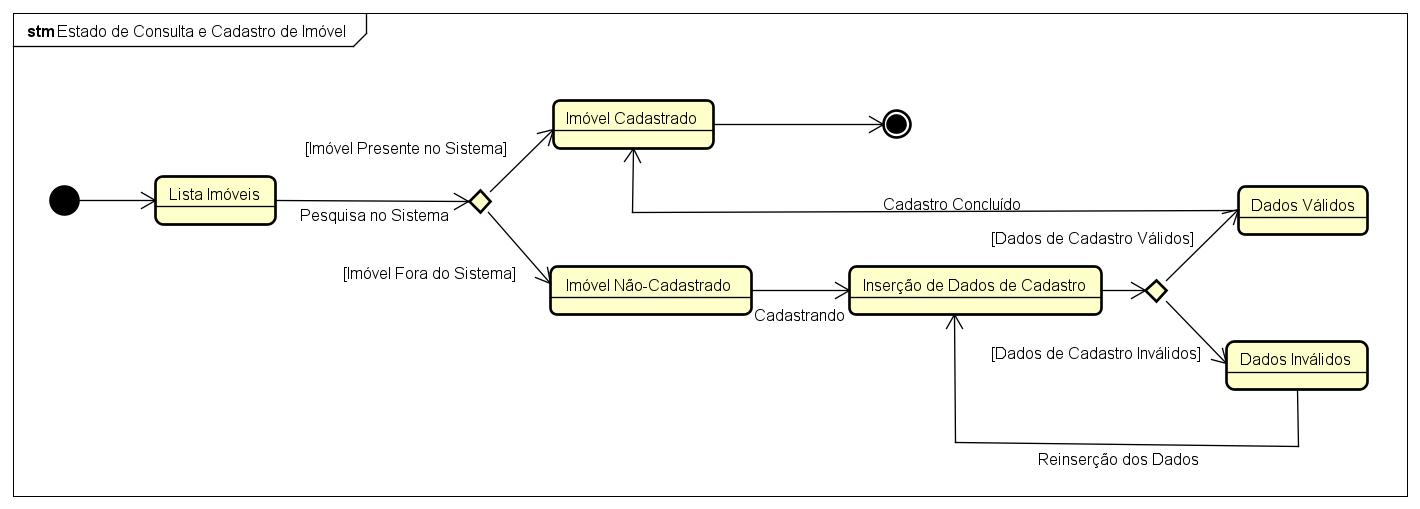 stm Estado de Consulta e Cadastro de Imóvel
Imóvel Cadastrado
[Imóvel Presente no Sistema]
Lista Imóveis
Pesquisa no Sistema
Cadastro Concluído
Dados Válidos
[Dados de Cadastro Válidos]
[Imóvel Fora do Sistema]
Imóvel Não-Cadastrado
Cadastrando
Inserção de Dados de Cadastro
[Dados de Cadastro Inválidos]
Dados Inválidos
Reinserção dos Dados